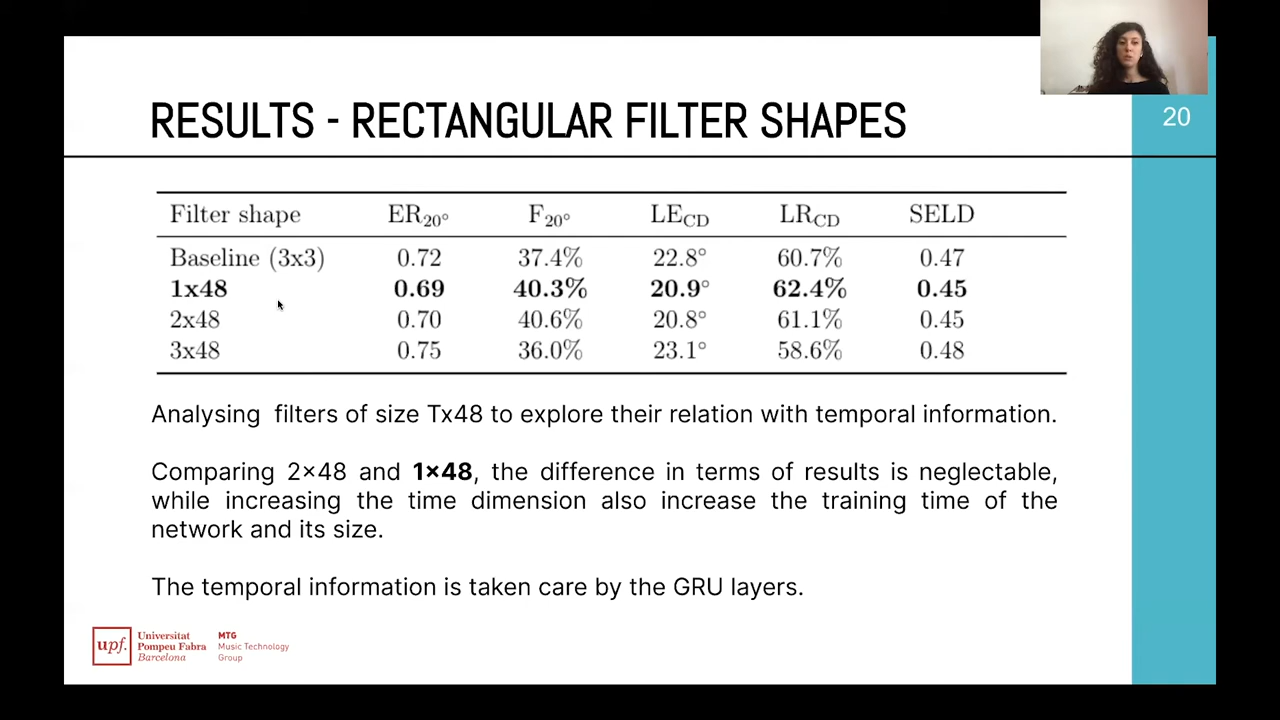 RESULTS - RECTANGULAR FILTER SHAPES
20
Filter shape ER20° F20° LECD LRCD SELD
Baseline (3x3) 0.72 37.4% 22.8° 60.7% 0.47
1x48 0.69 40.3% 20.9° 62.4% 0.45
2x48 0.70 40.6% 20.8° 61.1% 0.45
3x48 0.75 36.0% 23.1° 58.6% 0.48
Analysing filters of size Tx48 to explore their relation with temporal information.
Comparing 2×48 and 1×48, the difference in terms of results is neglectable,
while increasing the time dimension also increase the training time of the
network and its size.
The temporal information is taken care by the GRU layers.
upf.
Universitat
Pompeu Fabra
Barcelona
MTG
Music Technology
Group